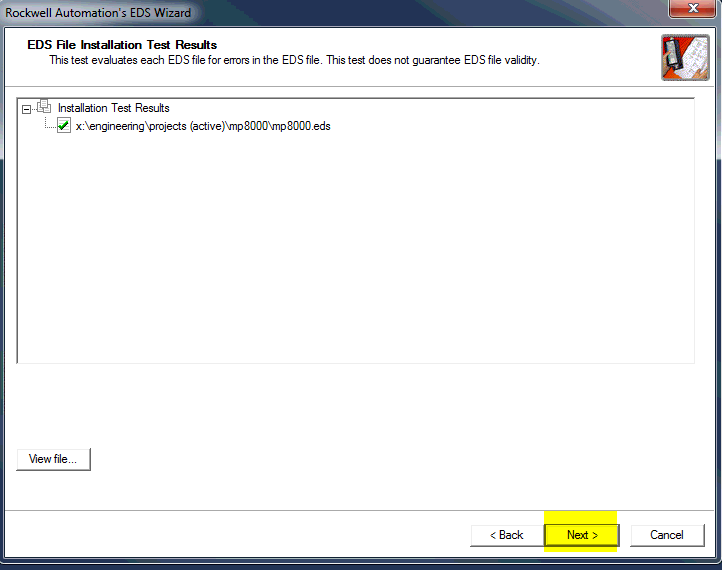 Rockwell Automation's EDS Wizard
EDS File Installation Test Results
This test evaluates each EDS file for errors in the EDS file. This test does not guarantee EDS file validity.
Installation Test Results
x:\engineering\projects (active)\mp8000\mp8000.eds
View file...
< Back
Next >
Cancel